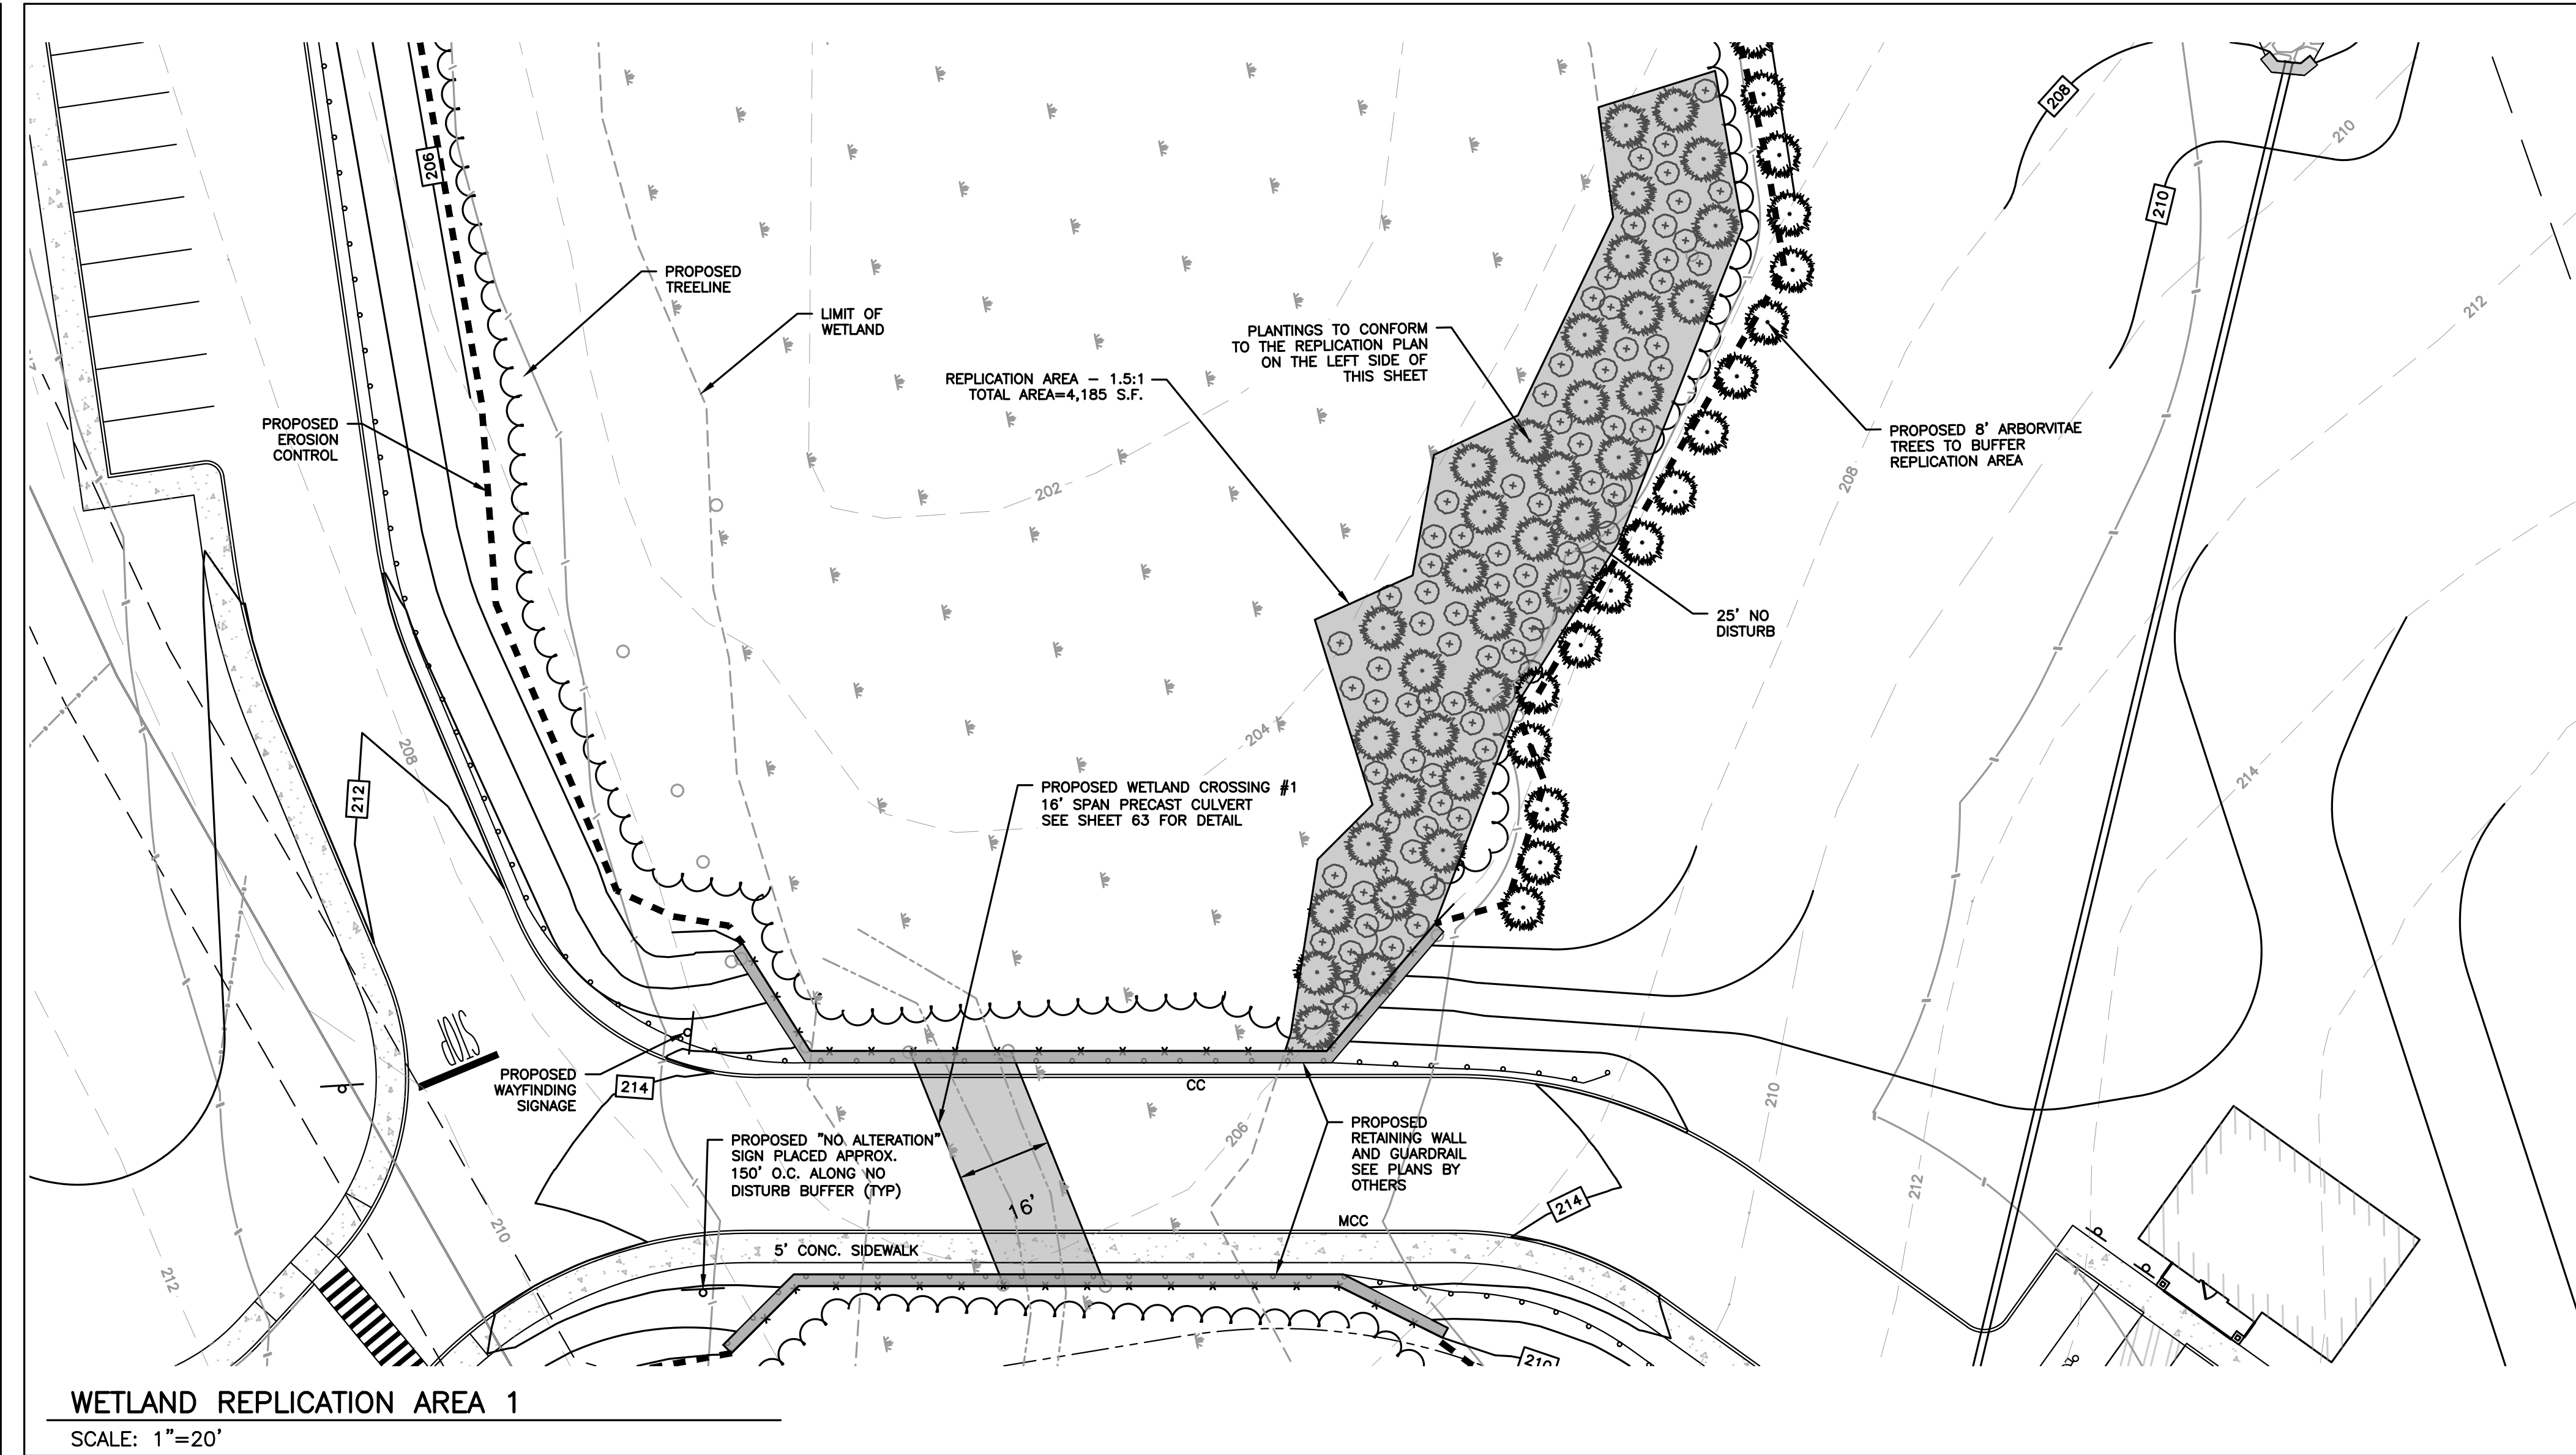 206
208
210
210
212
PROPOSED
TREELINE
LIMIT OF
WETLAND
PLANTINGS TO CONFORM
TO THE REPLICATION PLAN
ON THE LEFT SIDE OF
THIS SHEET
REPLICATION AREA – 1.5:1
TOTAL AREA=4,185 S.F.
PROPOSED
EROSION
CONTROL
PROPOSED 8' ARBORVITAE
TREES TO BUFFER
REPLICATION AREA
208
202
25' NO
DISTURB
204
208
212
214
PROPOSED WETLAND CROSSING #1
16' SPAN PRECAST CULVERT
SEE SHEET 63 FOR DETAIL
STOP
PROPOSED
WAYFINDING
SIGNAGE
214
CC
210
206
PROPOSED "NO ALTERATION"
SIGN PLACED APPROX.
150' O.C. ALONG NO
DISTURB BUFFER (TYP)
PROPOSED
RETAINING WALL
AND GUARDRAIL
SEE PLANS BY
OTHERS
16'
212
214
MCC
210
5' CONC. SIDEWALK
212
210
WETLAND REPLICATION AREA 1
SCALE: 1"=20'